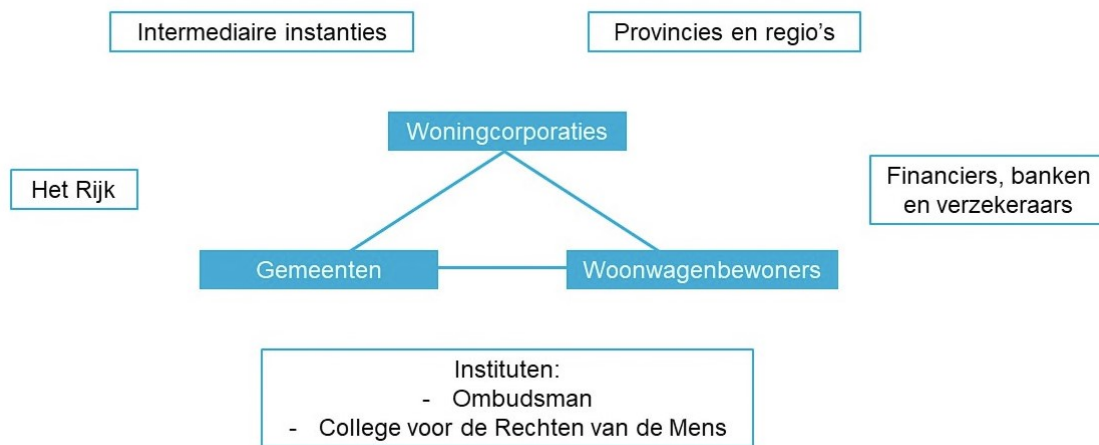 Intermediaire instanties
Provincies en regio's
Woningcorporaties
Het Rijk
Financiers, banken
en verzekeraars
Gemeenten
Woonwagenbewoners
Instituten:
- Ombudsman
- College voor de Rechten van de Mens